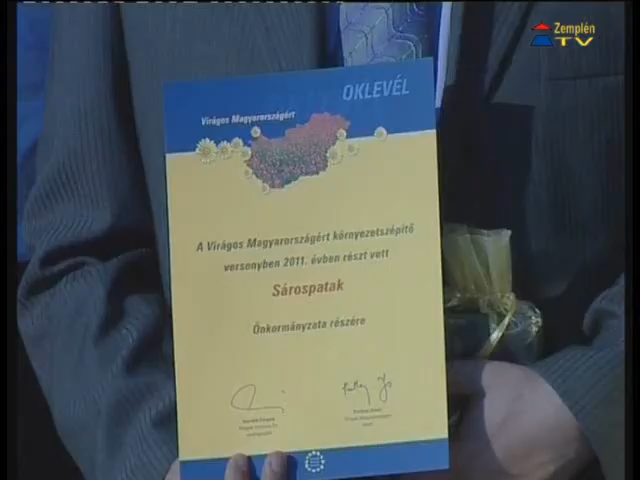 Zemplén
TV
OKLEVÉL
Virágos Magyarországért
A Virágos Magyarországért környezetszépítő
versenyben 2011. évben részt vett
Sárospatak
Önkormányzata részére